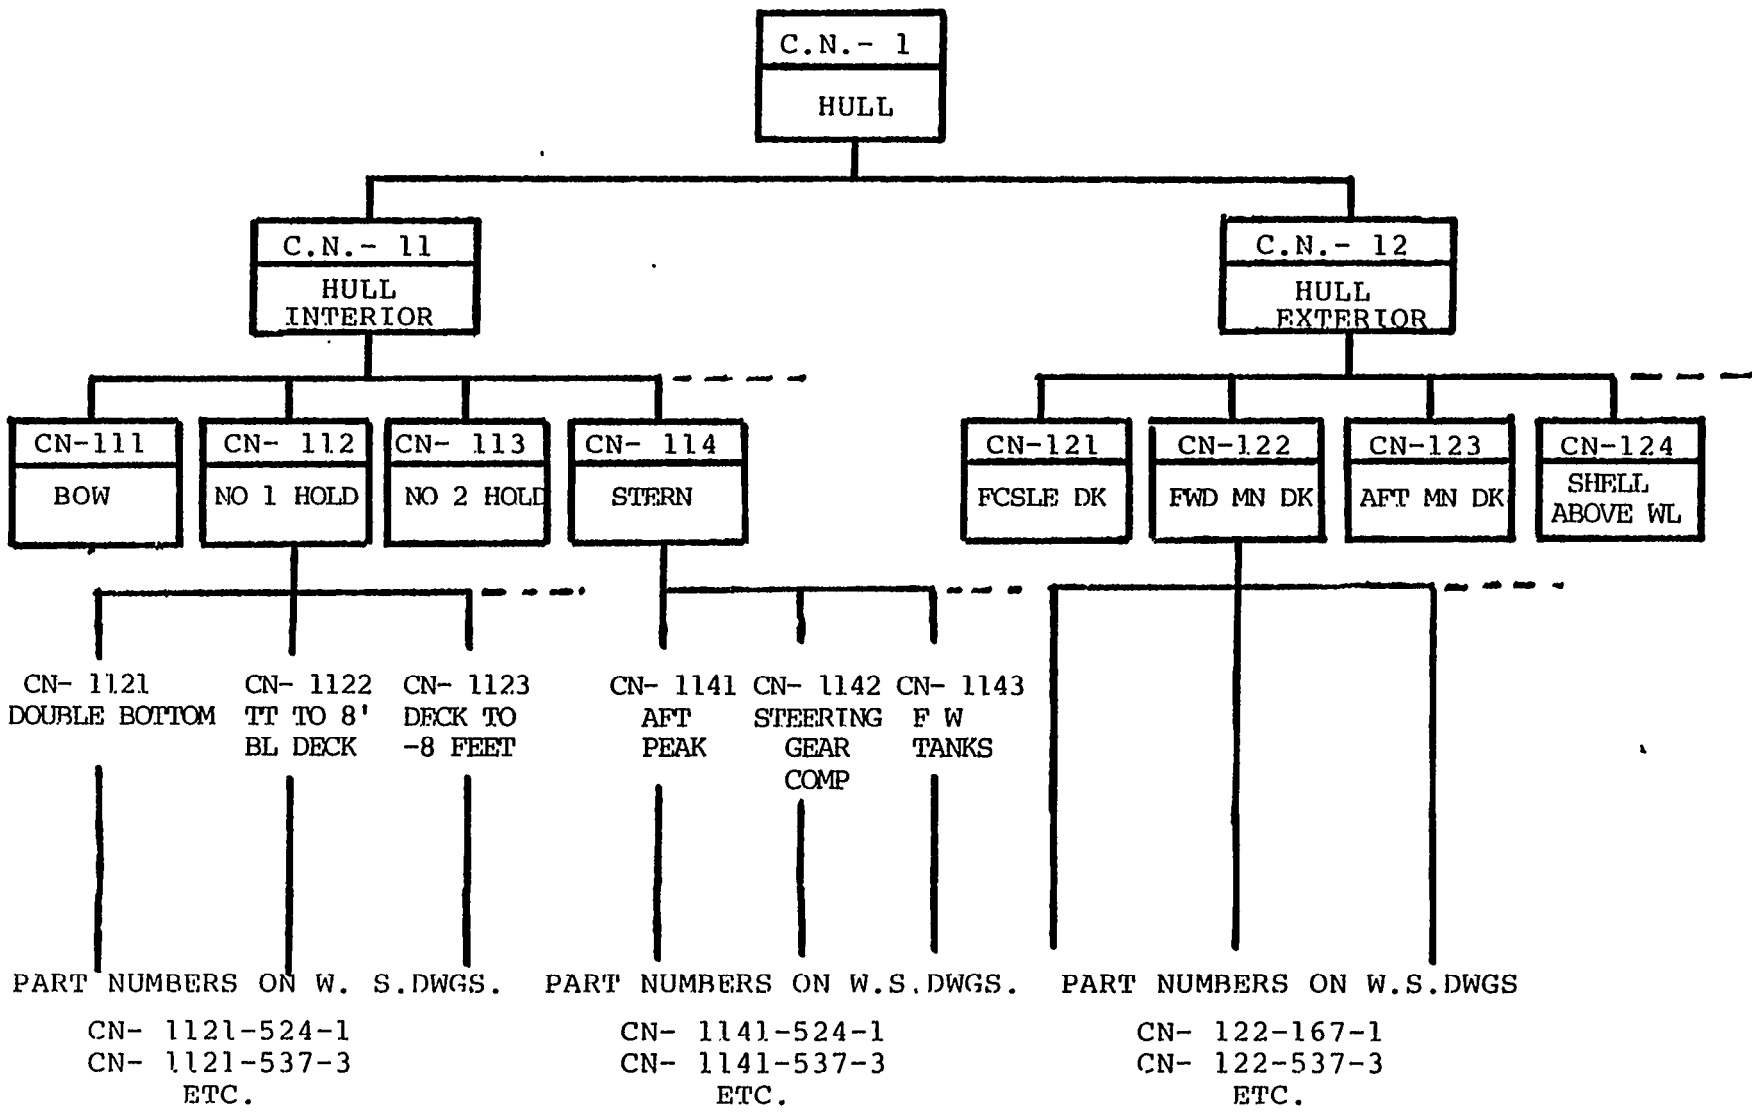 C.N.- 1
HULL
C.N.- 11
HULL
INTERIOR
C.N.- 12
HULL
EXTERIOR
CN-111
BOW
CN- 112
NO 1 HOLD
CN- 113
NO 2 HOLD
CN- 114
STERN
CN-121
FCSLE DK
CN-122
FWD MN DK
CN-123
AFT MN DK
CN-124
SHELL
ABOVE WL
CN- 1121
DOUBLE BOTTOM
CN- 1122
TT TO 8'
BL DECK
CN- 1123
DECK TO
-8 FEET
CN- 1141
AFT
PEAK
CN- 1142
STEERING
GEAR
COMP
CN- 1143
F W
TANKS
PART NUMBERS ON W. S.DWGS.
CN- 1121-524-1
CN- 1121-537-3
ETC.
PART NUMBERS ON W.S.DWGS.
CN- 1141-524-1
CN- 1141-537-3
ETC.
PART NUMBERS ON W.S.DWGS
CN- 122-167-1
CN- 122-537-3
ETC.